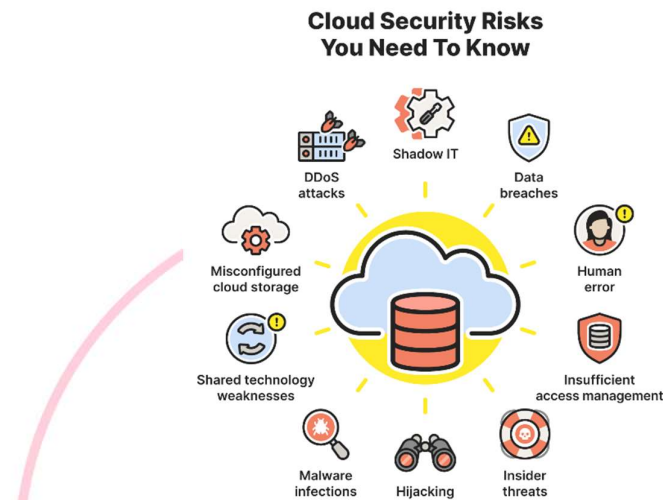 Cloud Security Risks
You Need To Know
Shadow IT
DDoS
attacks
Data
breaches
Misconfigured
cloud storage
Human
error
Shared technology
weaknesses
Insufficient
access management
Malware
infections
Hijacking
Insider
threats